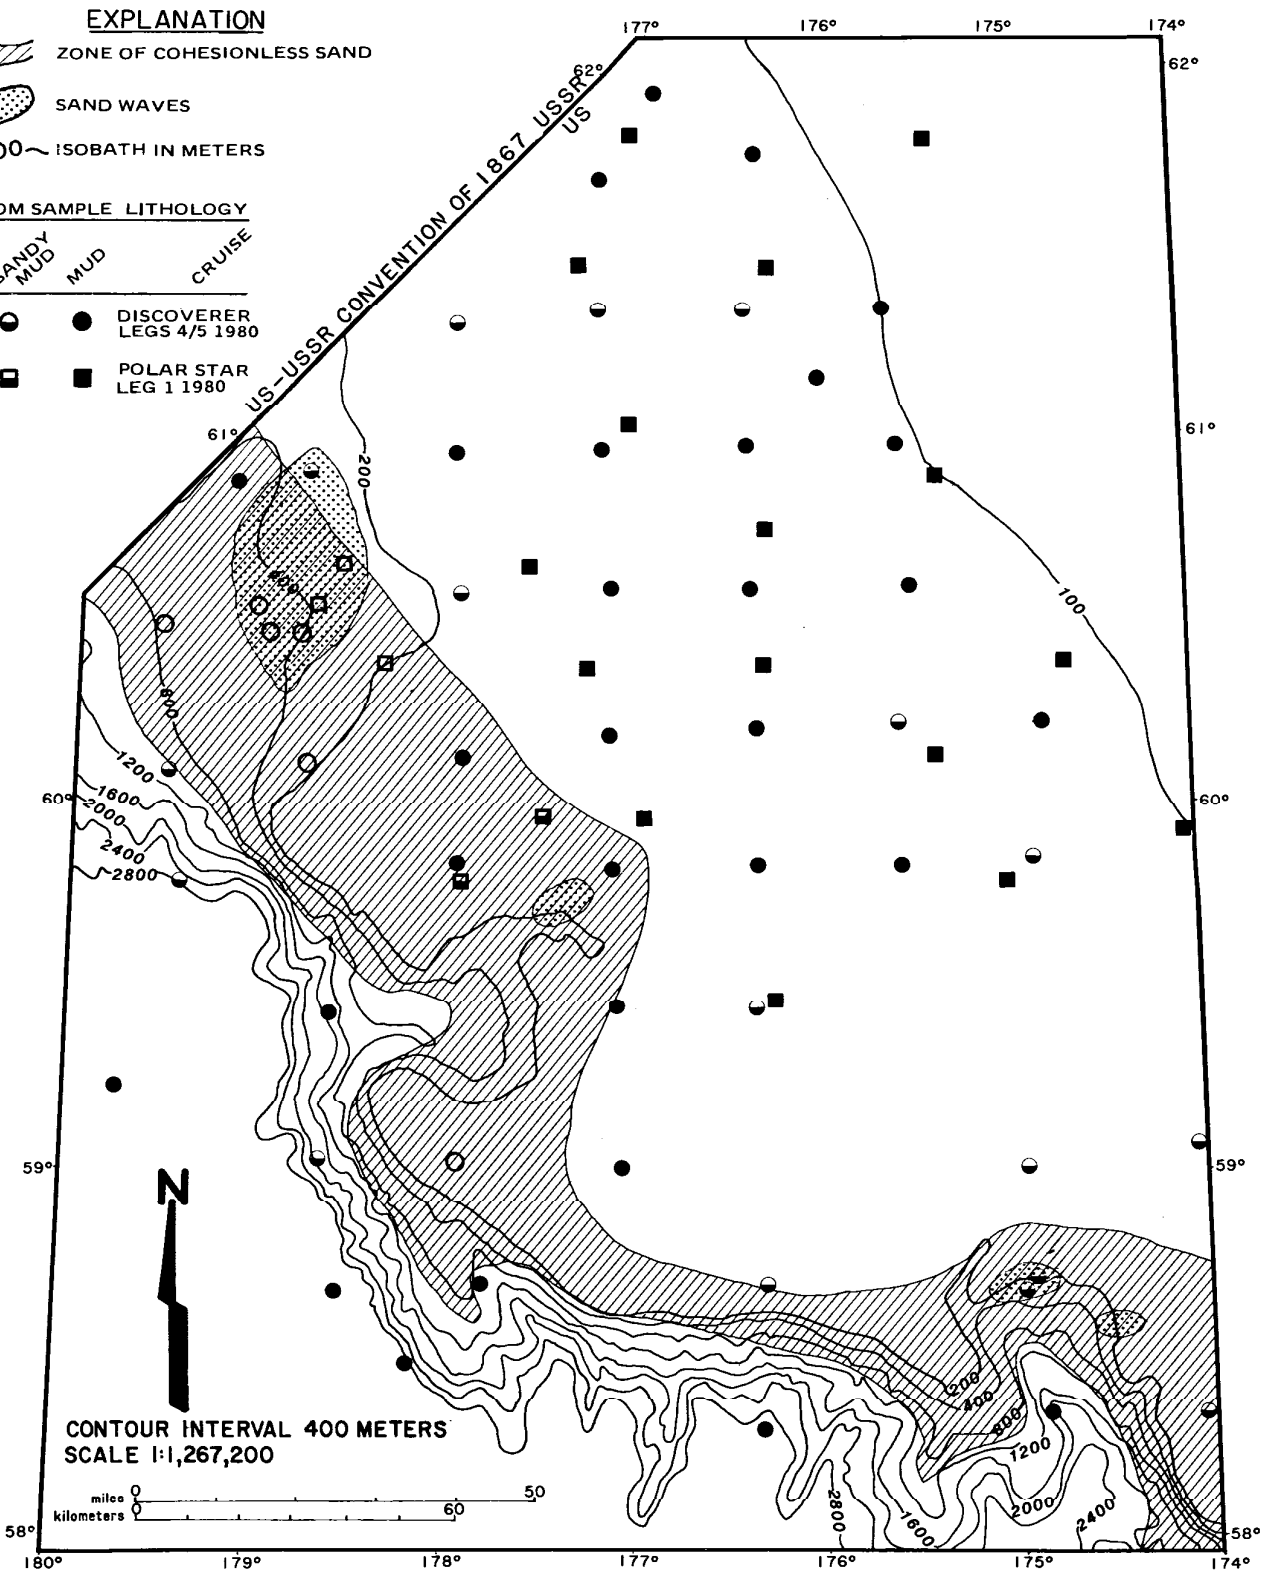 EXPLANATION
ZONE OF COHESIONLESS SAND
SAND WAVES
ISOBATH IN METERS
SAMPLE LITHOLOGY
MUD
MUD
CRUISE
DISCOVERER
LEGS 4/5 1980
POLAR STAR
LEG 1 1980
177°
176°
175°
174°
62°
62°
US-USSR CONVENTION OF 1867 USSR
US
61°
61°
200
400
100
800
1200
1600
2000
2400
2800
60°
60°
59°
59°
N
200
400
800
1200
2000
2400
1600
2800
CONTOUR INTERVAL 400 METERS
SCALE 1:1,267,200
0
50
miles
kilometers
0
60
58°
58°
180°
179°
178°
177°
176°
175°
174°